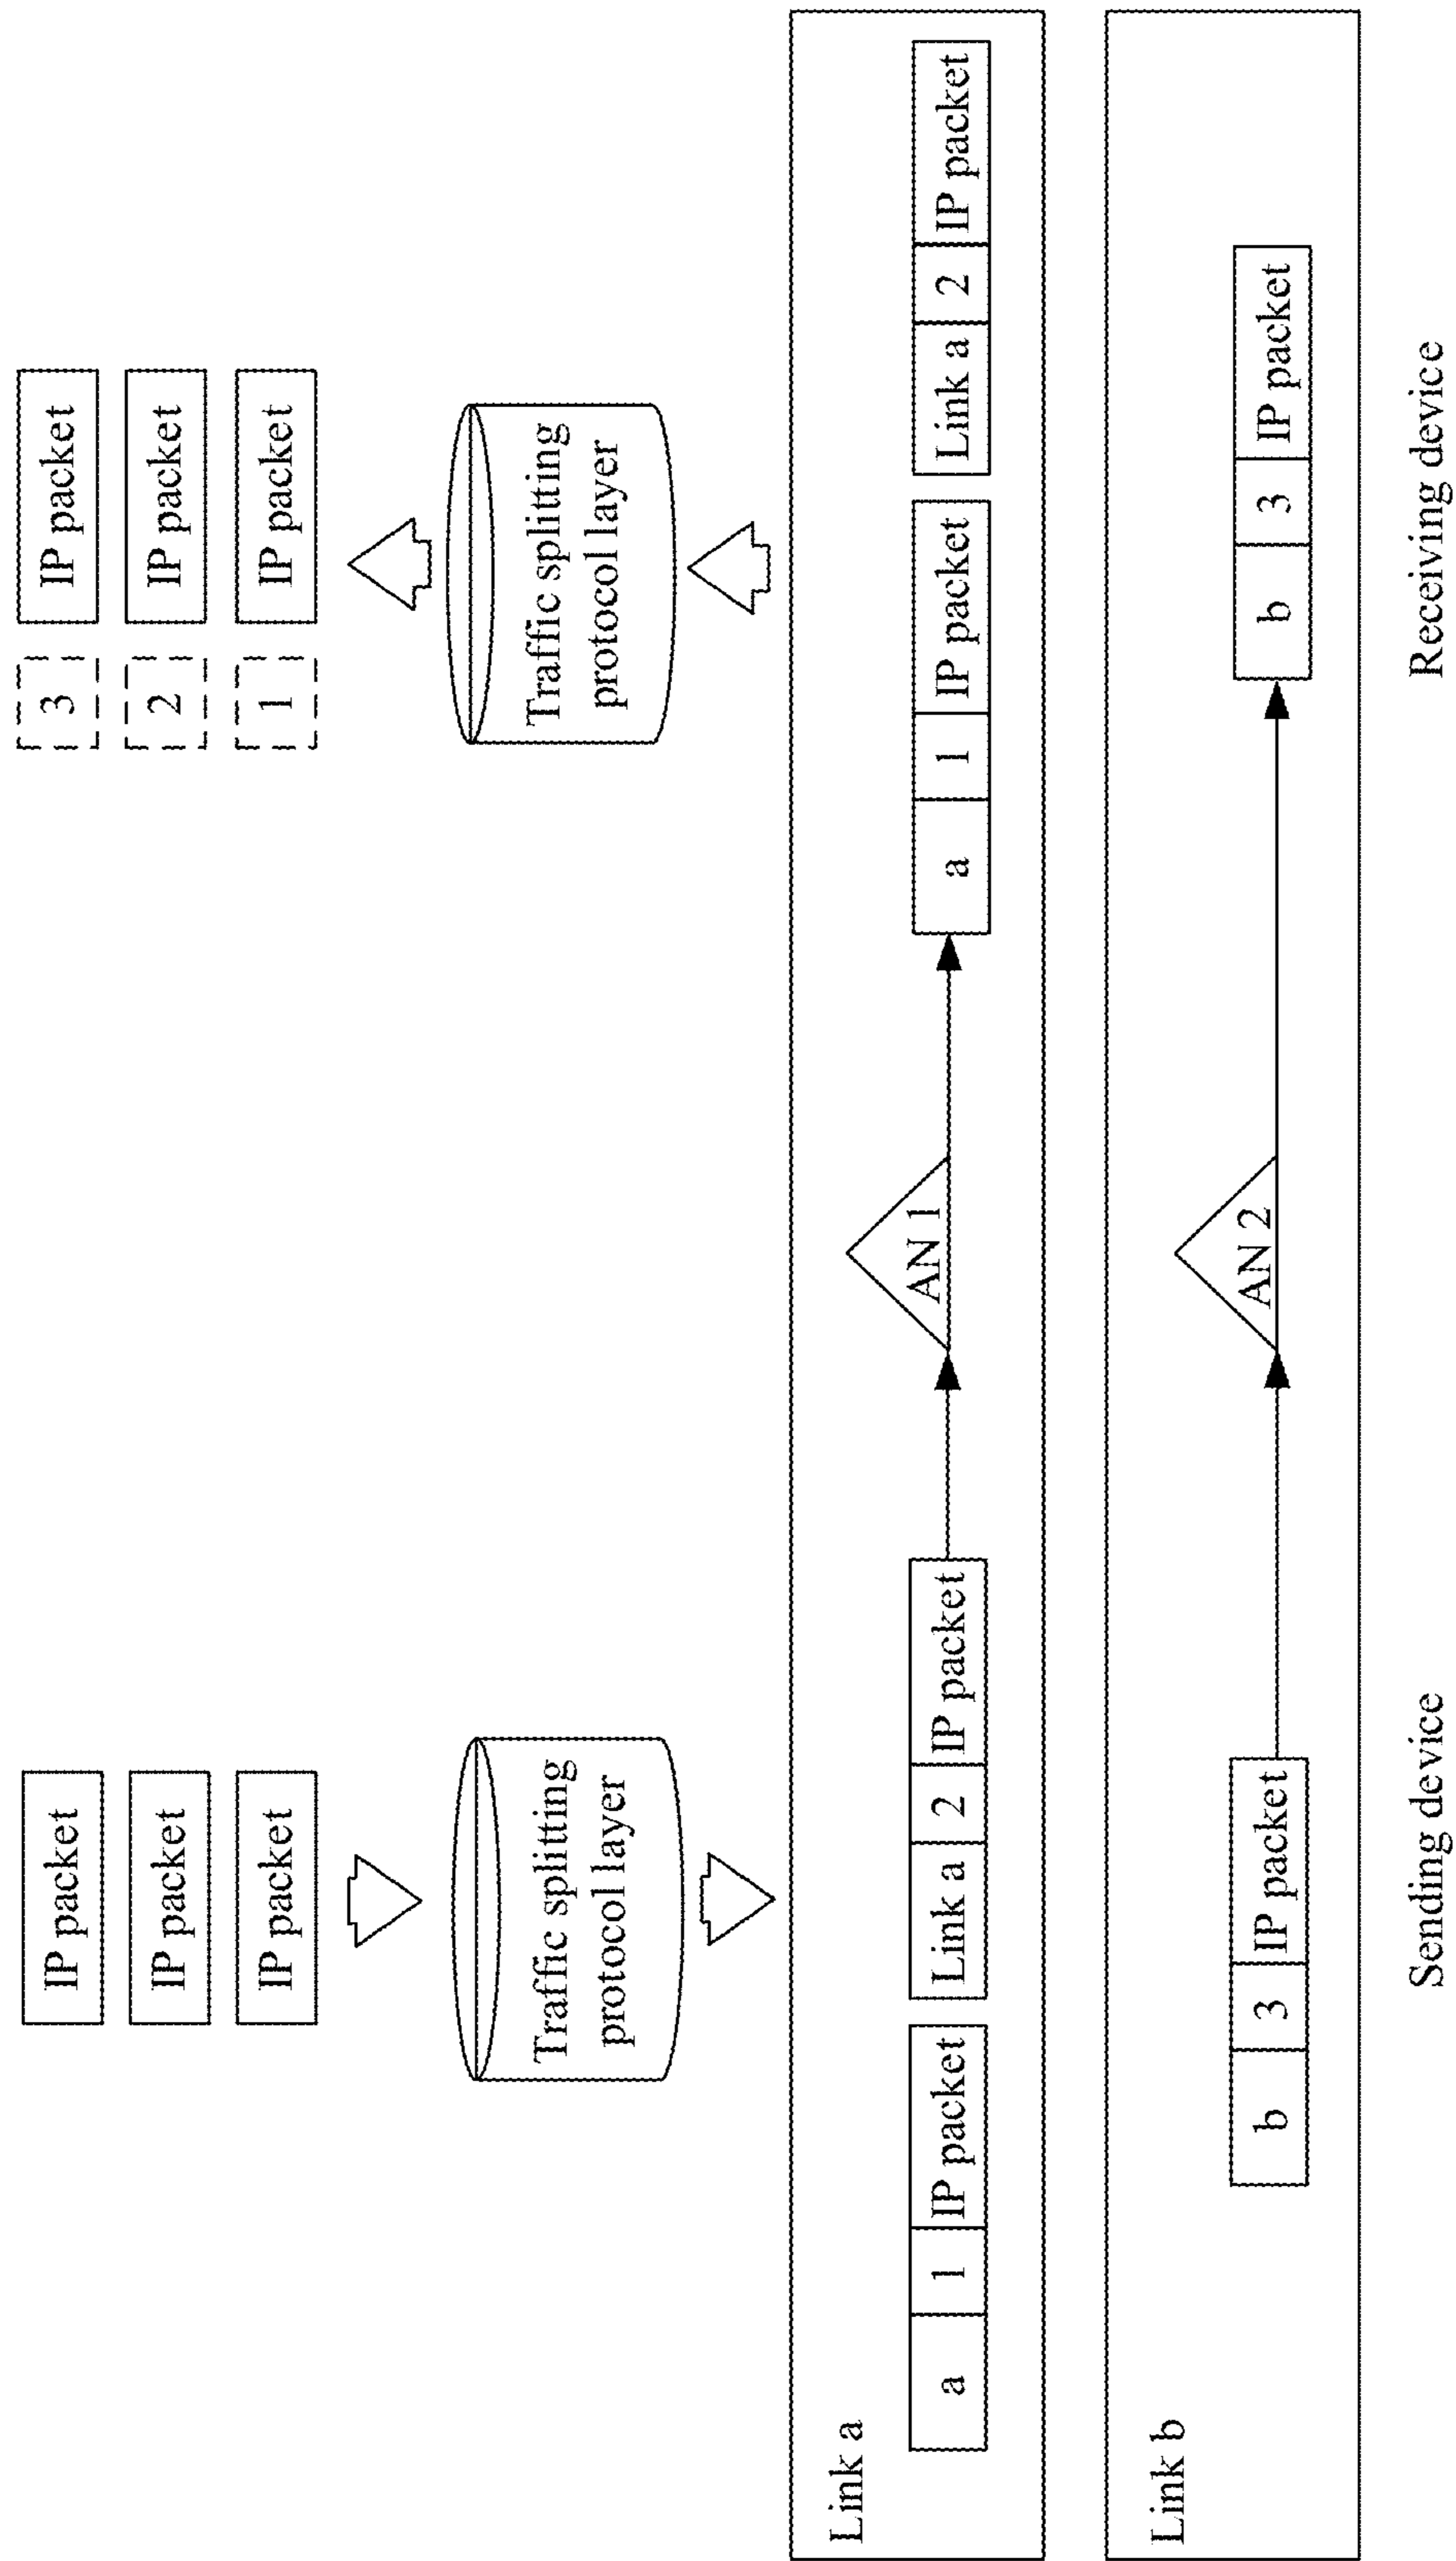 IP packet
IP packet
IP packet
Traffic splitting
protocol layer
3 IP packet
2 IP packet
1 IP packet
Traffic splitting
protocol layer
Link a
a 1 IP packet
Link a 2 IP packet
AN 1
a 1 IP packet
Link a 2 IP packet
Link b
b 3 IP packet
AN 2
b 3 IP packet
Sending device
Receiving device